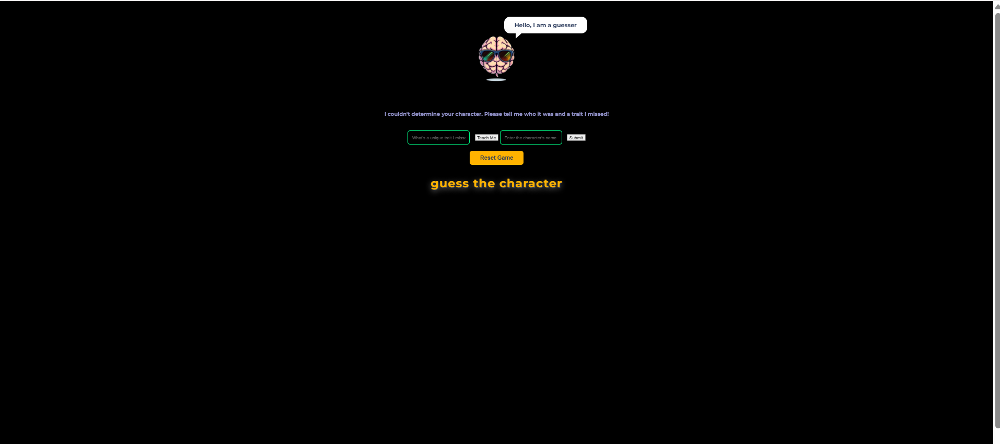 Hello, I am a guesser
I couldn't determine your character. Please tell me who it was and a trait I missed!
What's a unique trait I misse Teach Me Enter the character's name Submit
Reset Game
guess the character